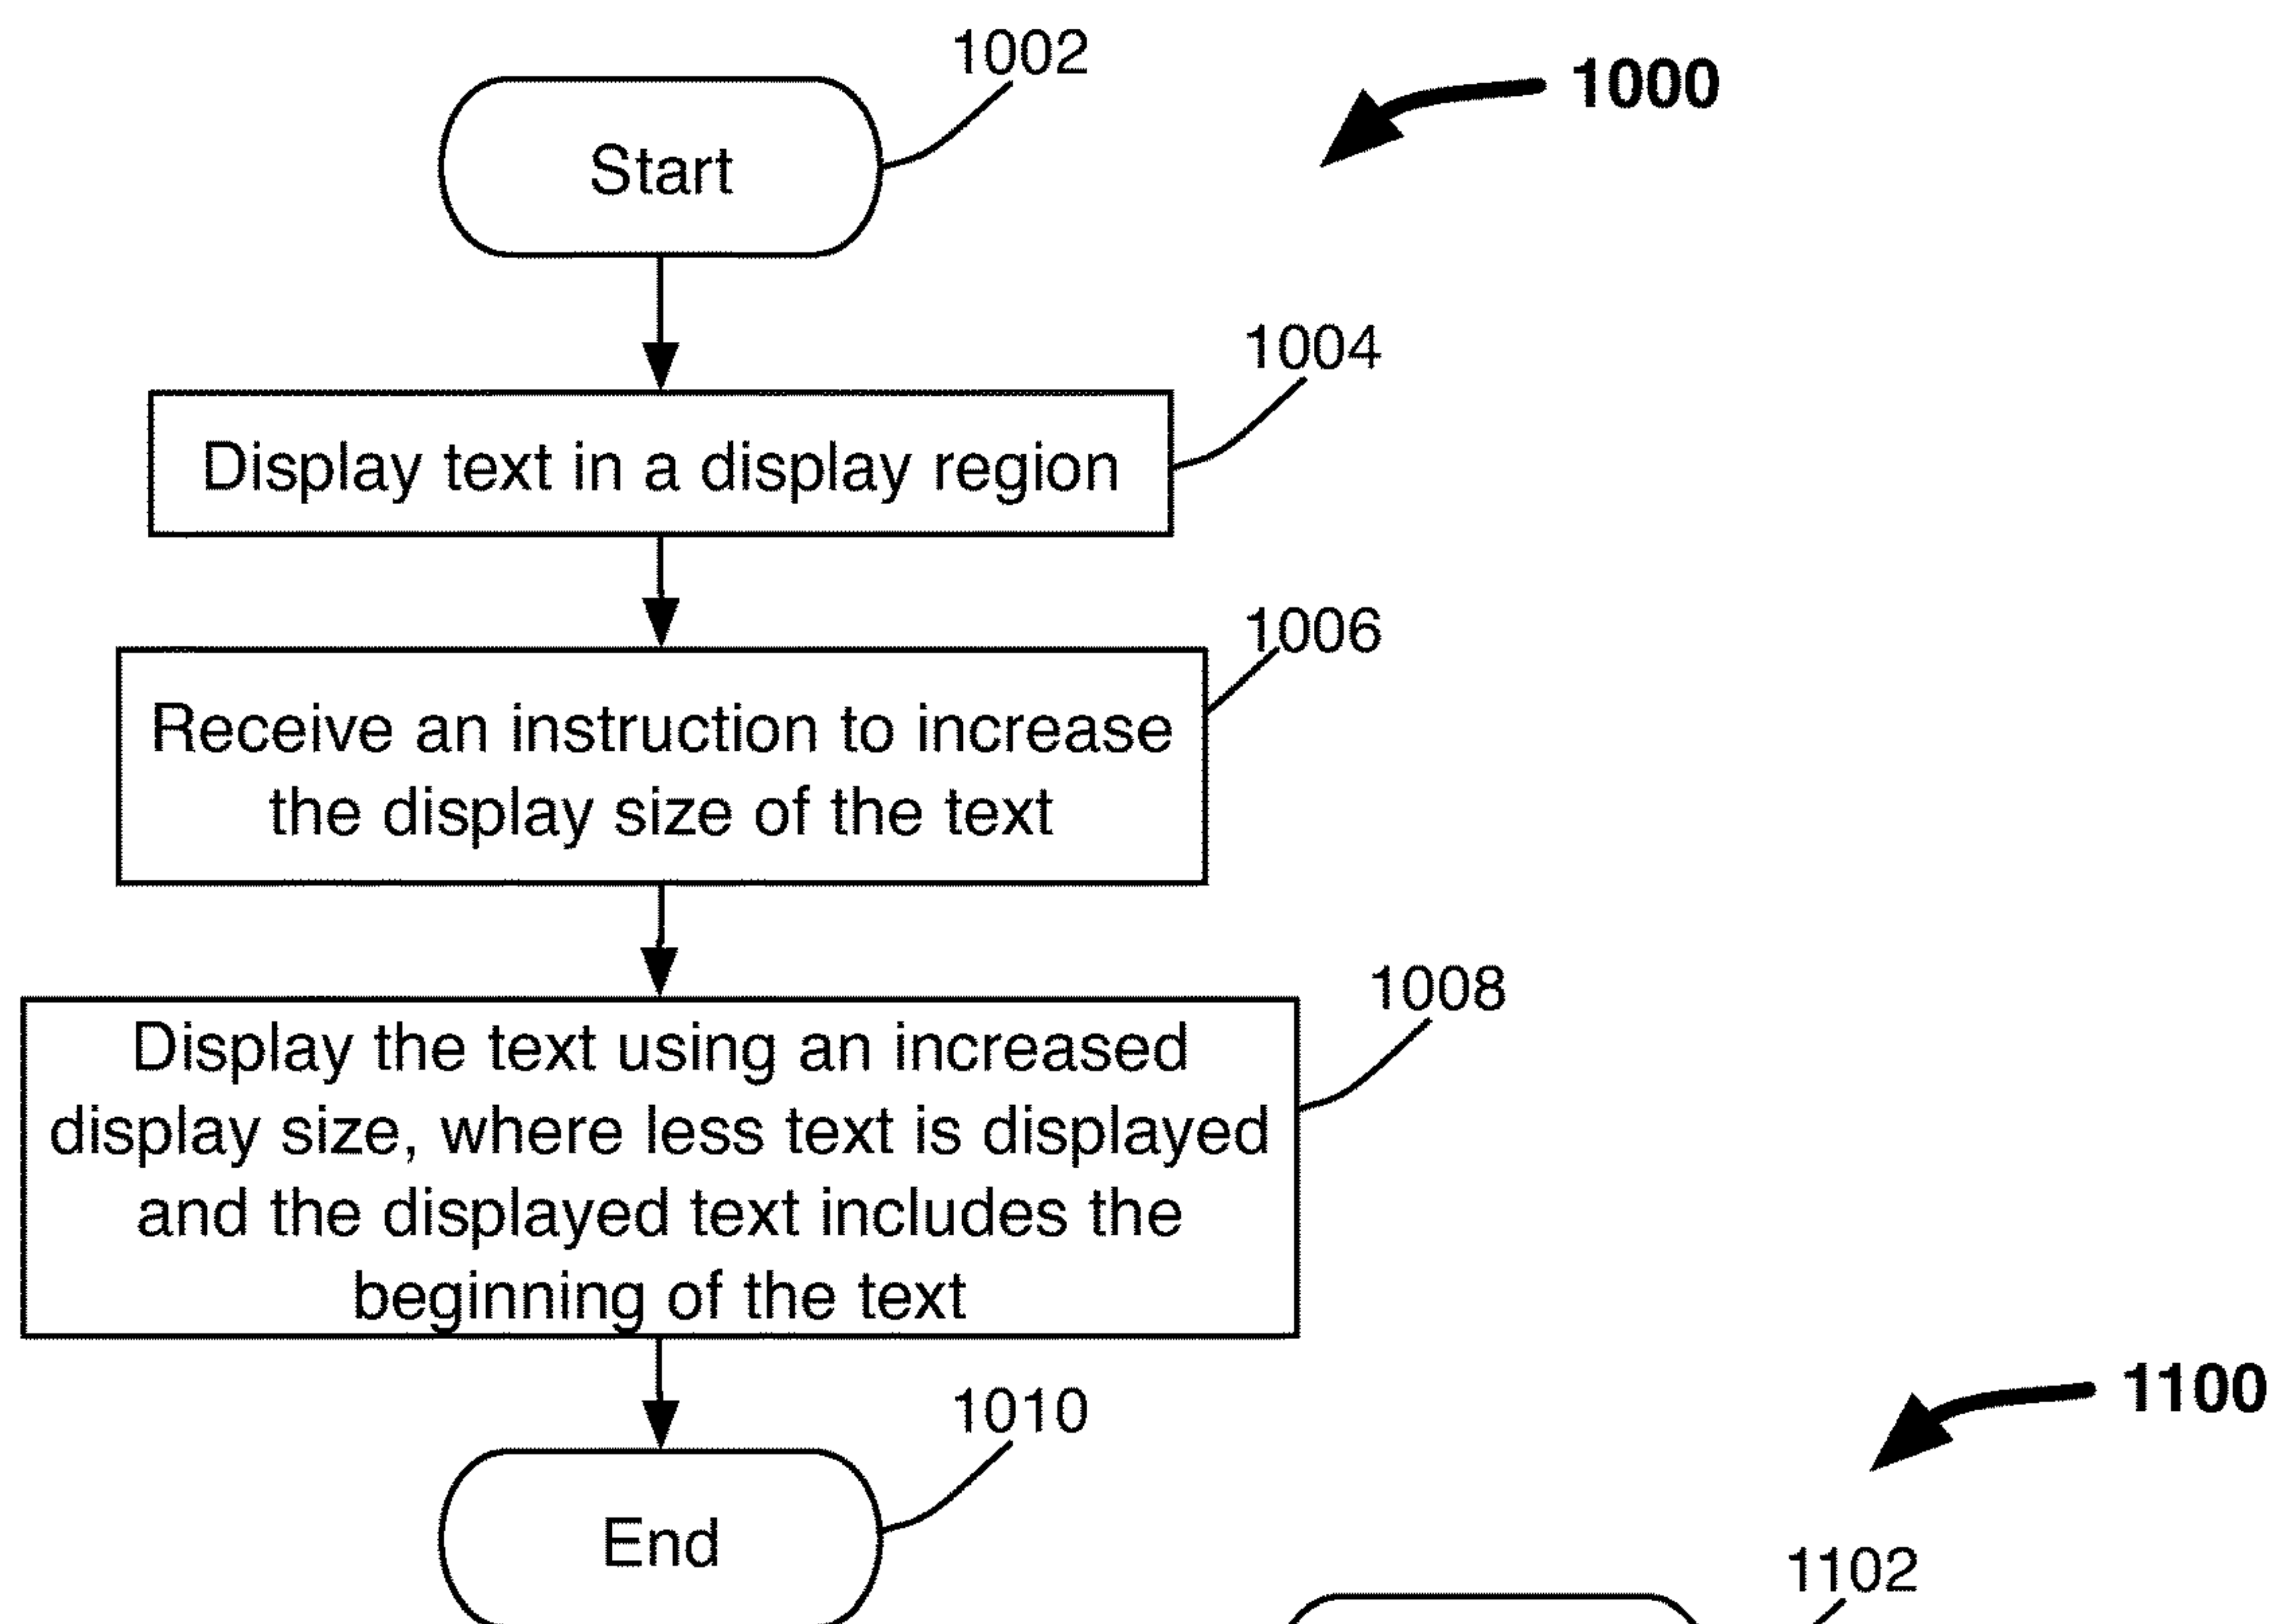 1002
1000
Start
1004
Display text in a display region
1006
Receive an instruction to increase
the display size of the text
1008
Display the text using an increased
display size, where less text is displayed
and the displayed text includes the
beginning of the text
1100
1010
End
1102